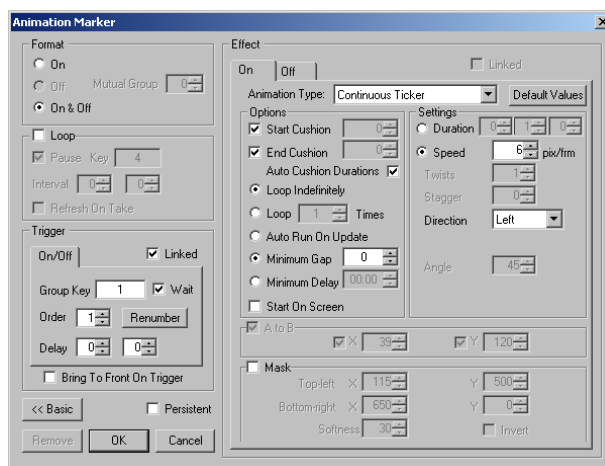 Animation Marker
Format
On
Off Mutual Group 0
On & Off
Loop
Pause Key 4
Interval 0 0
Refresh On Take
Trigger
On/Off Linked
Group Key 1 Wait
Order 1 Renumber
Delay 0 0
Bring To Front On Trigger
<< Basic Persistent
Remove OK Cancel
Effect
On Off Linked
Animation Type: Continuous Ticker Default Values
Options
Start Cushion 0
End Cushion 0
Auto Cushion Durations
Loop Indefinitely
Loop 1 Times
Auto Run On Update
Minimum Gap 0
Minimum Delay 00:00
Start On Screen
Settings
Duration 0 1 0
Speed 6 pix/frm
Twists 1
Stagger 0
Direction Left
Angle 45
A to B
X 39 Y 120
Mask
Top-left X 115 Y 500
Bottom-right X 650 Y 0
Softness 30 Invert